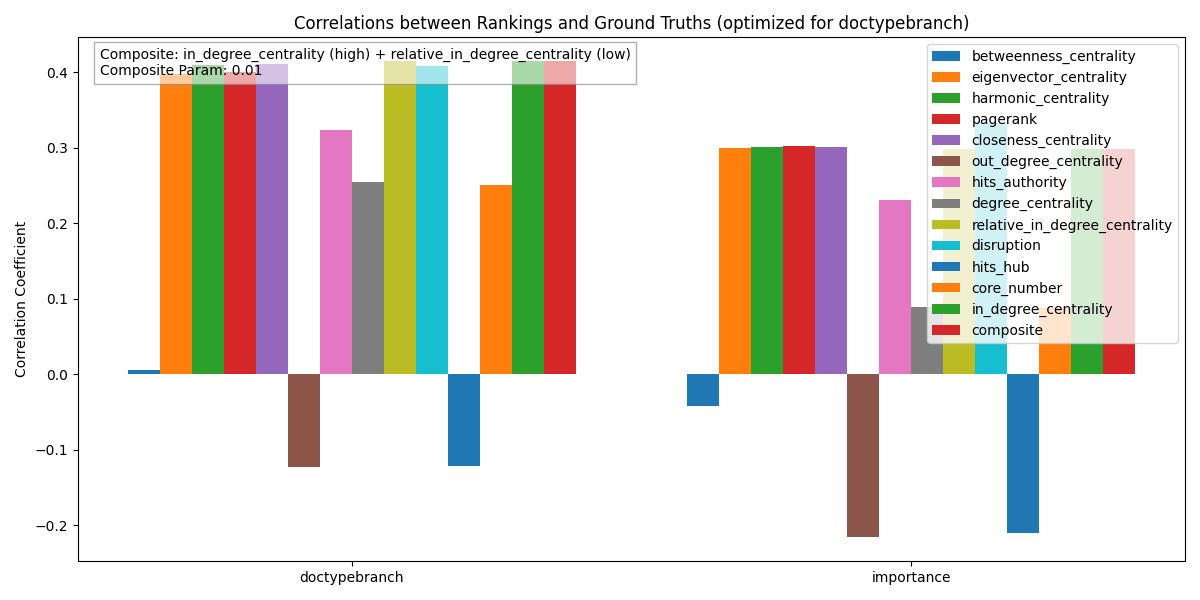 Correlations between Rankings and Ground Truths (optimized for doctypebranch)
Composite: in_degree_centrality (high) + relative_in_degree_centrality (low)
Composite Param: 0.01
betweenness_centrality
eigenvector_centrality
harmonic_centrality
pagerank
closeness_centrality
out_degree_centrality
hits_authority
degree_centrality
relative_in_degree_centrality
disruption
hits_hub
core_number
in_degree_centrality
composite
Correlation Coefficient
0.4
0.3
0.2
0.1
0.0
−0.1
−0.2
doctypebranch
importance